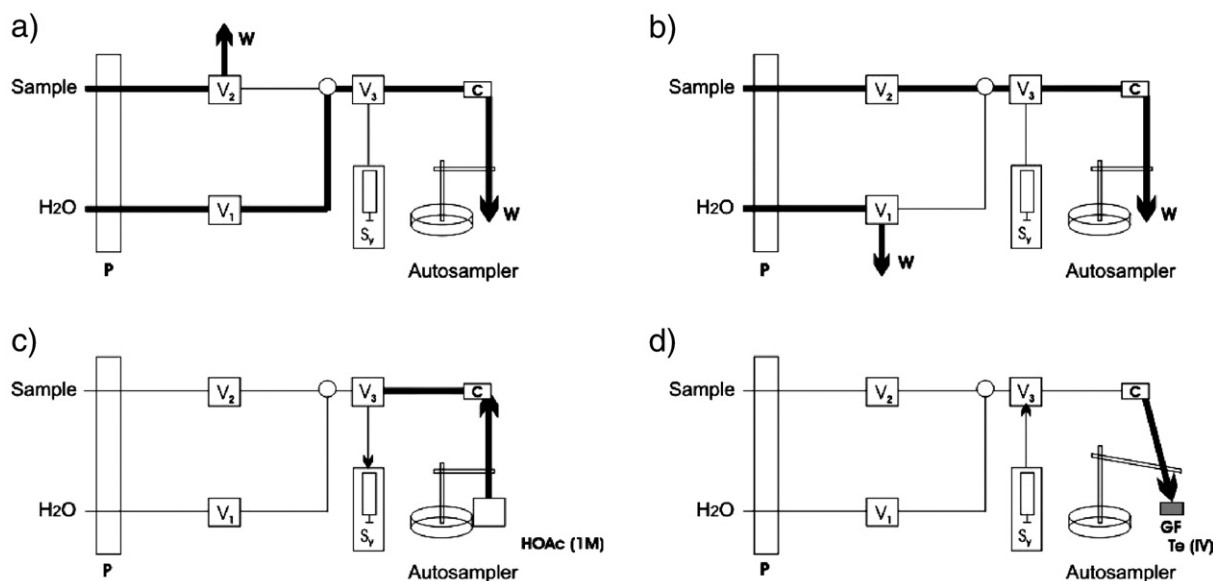 a)
W
Sample
V2
V3
C
H2O
V1
Sy
W
P
Autosampler
b)
Sample
V2
V3
C
H2O
V1
Sy
W
W
P
Autosampler
c)
Sample
V2
V3
C
H2O
V1
Sy
HOAc (1M)
P
Autosampler
d)
Sample
V2
V3
C
H2O
V1
Sy
GF
Te (IV)
P
Autosampler